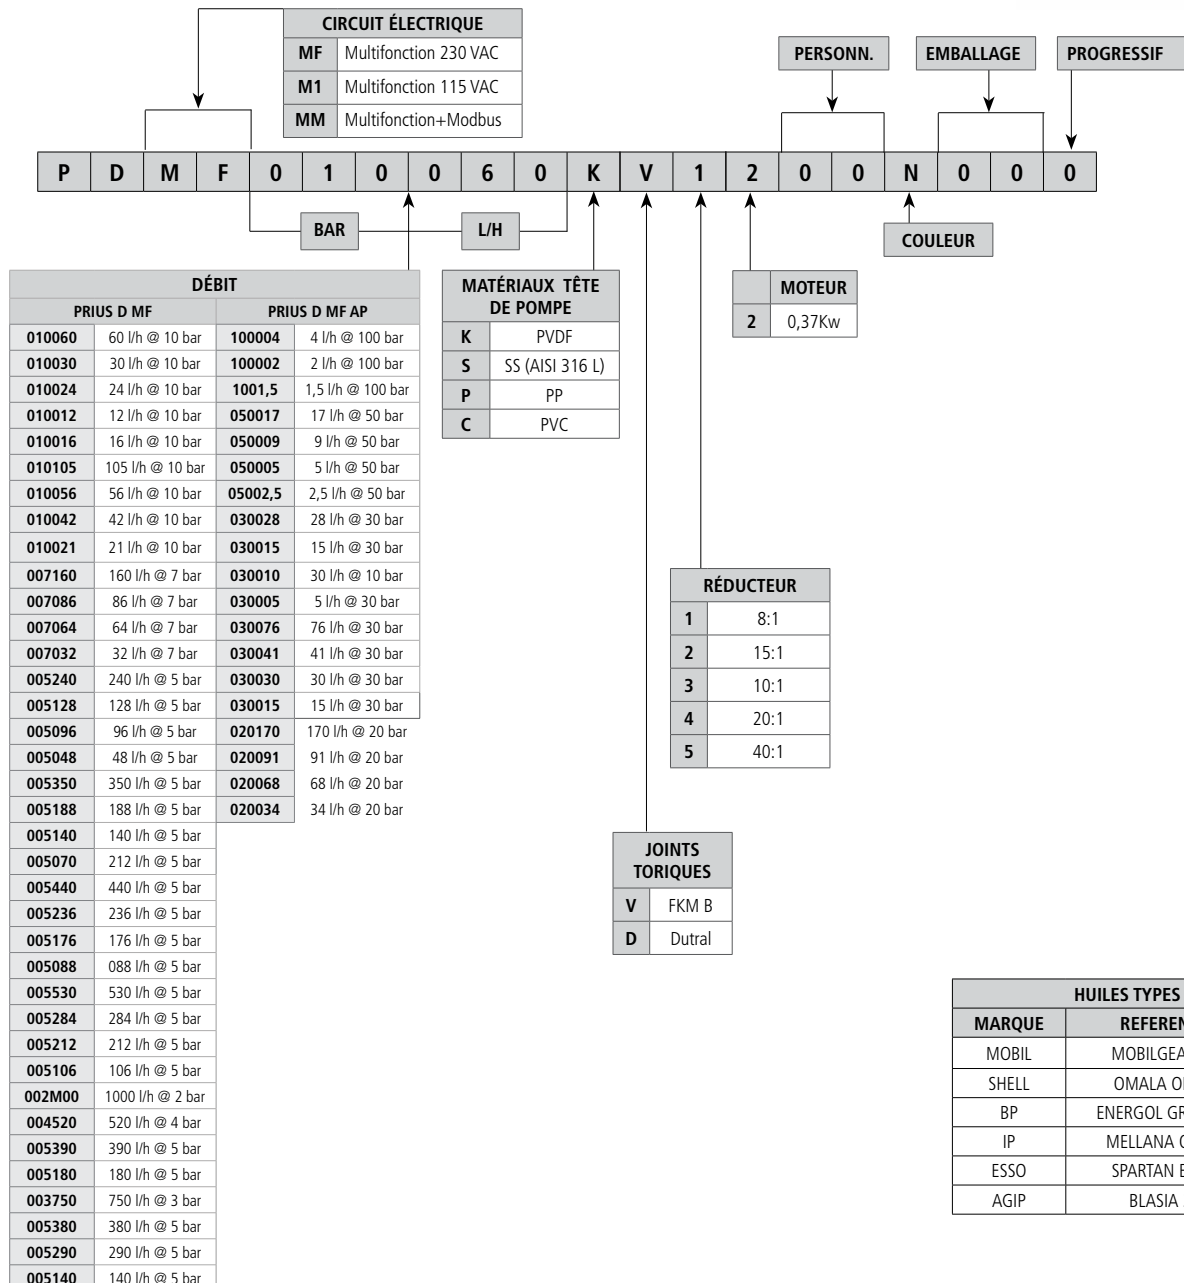 CIRCUIT ÉLECTRIQUE
MF Multifonction 230 VAC
M1 Multifonction 115 VAC
MM Multifonction+Modbus
PERSONN. EMBALLAGE PROGRESSIF
P D M F 0 1 0 0 6 0 K V 1 2 0 0 N 0 0 0
BAR L/H
COULEUR
DÉBIT
PRIUS D MF PRIUS D MF AP
010060 60 l/h @ 10 bar 100004 4 l/h @ 100 bar
010030 30 l/h @ 10 bar 100002 2 l/h @ 100 bar
010024 24 l/h @ 10 bar 1001,5 1,5 l/h @ 100 bar
010012 12 l/h @ 10 bar 050017 17 l/h @ 50 bar
010016 16 l/h @ 10 bar 050009 9 l/h @ 50 bar
010105 105 l/h @ 10 bar 050005 5 l/h @ 50 bar
010056 56 l/h @ 10 bar 05002,5 2,5 l/h @ 50 bar
010042 42 l/h @ 10 bar 030028 28 l/h @ 30 bar
010021 21 l/h @ 10 bar 030015 15 l/h @ 30 bar
007160 160 l/h @ 7 bar 030010 30 l/h @ 10 bar
007086 86 l/h @ 7 bar 030005 5 l/h @ 30 bar
007064 64 l/h @ 7 bar 030076 76 l/h @ 30 bar
007032 32 l/h @ 7 bar 030041 41 l/h @ 30 bar
005240 240 l/h @ 5 bar 030030 30 l/h @ 30 bar
005128 128 l/h @ 5 bar 030015 15 l/h @ 30 bar
005096 96 l/h @ 5 bar 020170 170 l/h @ 20 bar
005048 48 l/h @ 5 bar 020091 91 l/h @ 20 bar
005350 350 l/h @ 5 bar 020068 68 l/h @ 20 bar
005188 188 l/h @ 5 bar 020034 34 l/h @ 20 bar
005140 140 l/h @ 5 bar
005070 212 l/h @ 5 bar
005440 440 l/h @ 5 bar
005236 236 l/h @ 5 bar
005176 176 l/h @ 5 bar
005088 088 l/h @ 5 bar
005530 530 l/h @ 5 bar
005284 284 l/h @ 5 bar
005212 212 l/h @ 5 bar
005106 106 l/h @ 5 bar
002M00 1000 l/h @ 2 bar
004520 520 l/h @ 4 bar
005390 390 l/h @ 5 bar
005180 180 l/h @ 5 bar
003750 750 l/h @ 3 bar
005380 380 l/h @ 5 bar
005290 290 l/h @ 5 bar
005140 140 l/h @ 5 bar
MATÉRIAUX TÊTE
DE POMPE
K PVDF
S SS (AISI 316 L)
P PP
C PVC
MOTEUR
2 0,37Kw
RÉDUCTEUR
1 8:1
2 15:1
3 10:1
4 20:1
5 40:1
JOINTS
TORIQUES
V FKM B
D Dutral
HUILES TYPES
MARQUE
MOBIL
SHELL OMALA
BP ENERGOL
IP MELLANA
ESSO SPARTAN
AGIP BLASIA